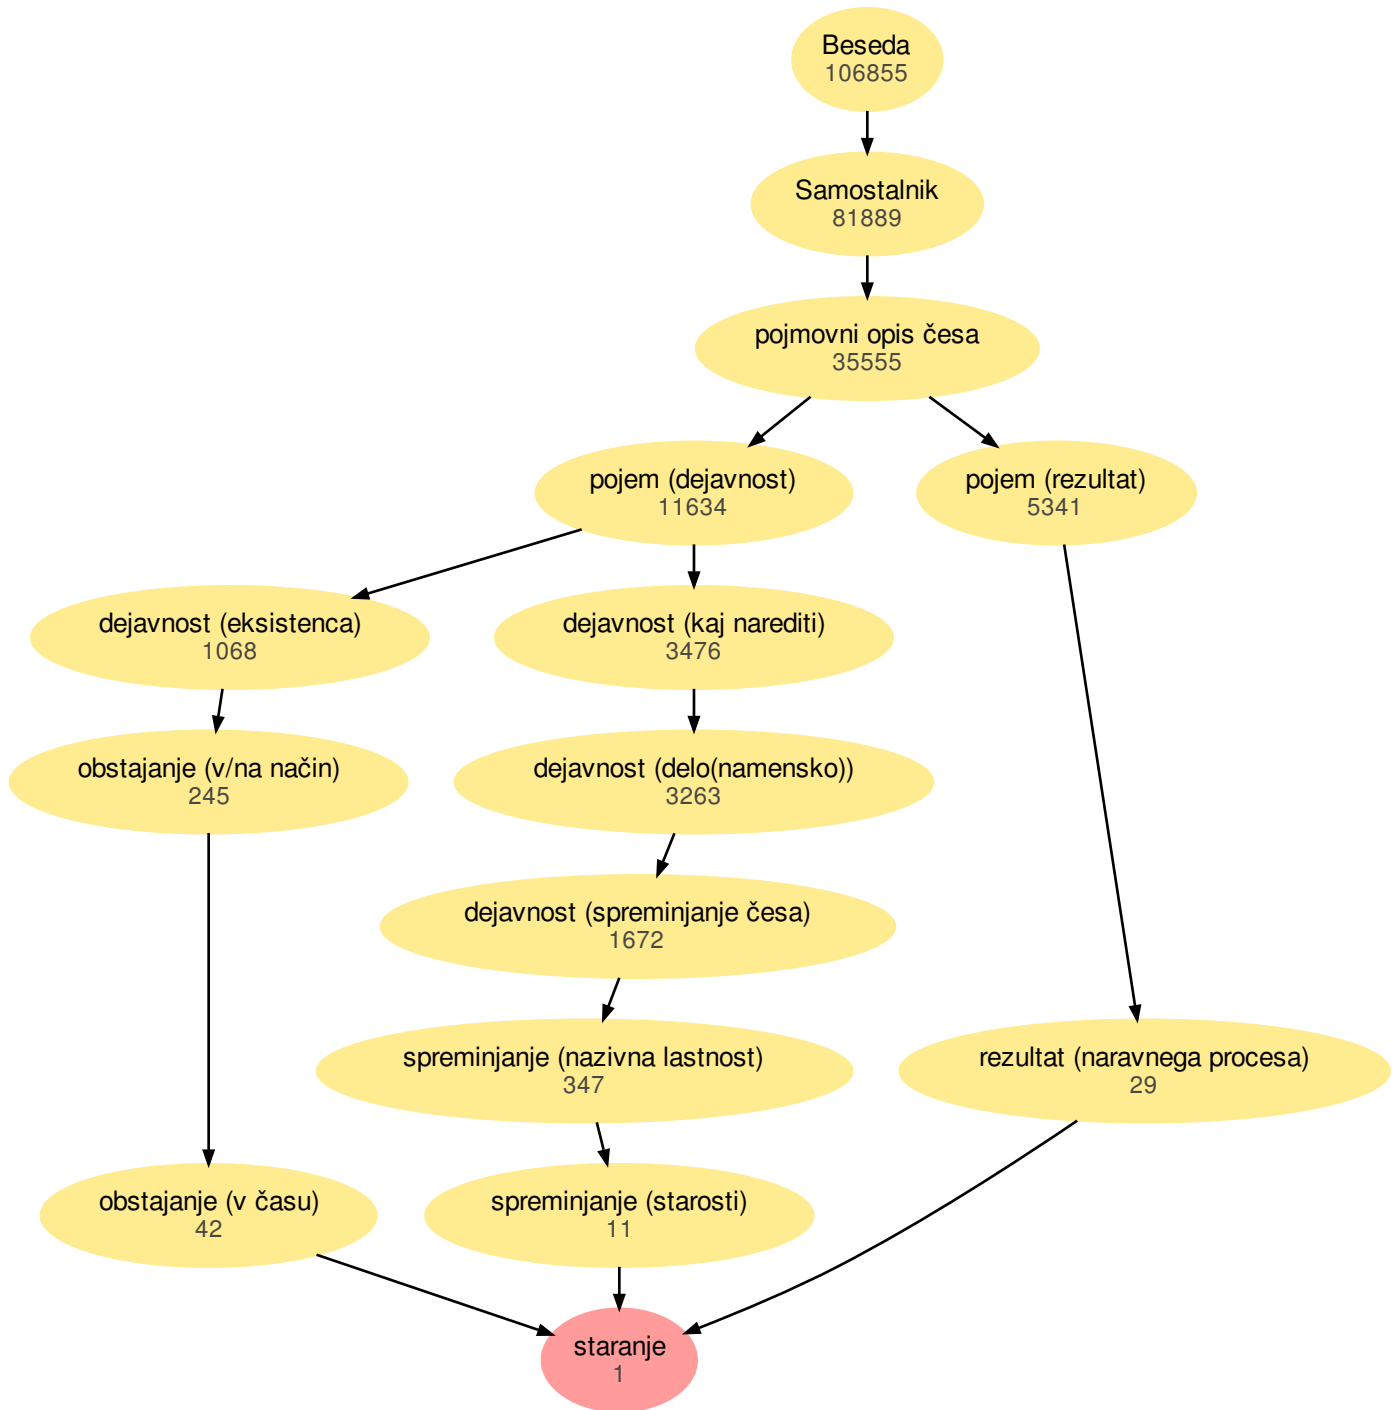 Beseda
106855
Samostalnik
81889
pojmovni opis česa
35555
pojem (dejavnost)
11634
pojem (rezultat)
5341
dejavnost (eksistenca)
1068
dejavnost (kaj narediti)
3476
obstajanje (v/na način)
245
dejavnost (delo(namensko))
3263
dejavnost (spreminjanje česa)
1672
spreminjanje (nazivna lastnost)
347
rezultat (naravnega procesa)
29
obstajanje (v času)
42
spreminjanje (starosti)
11
staranje
1